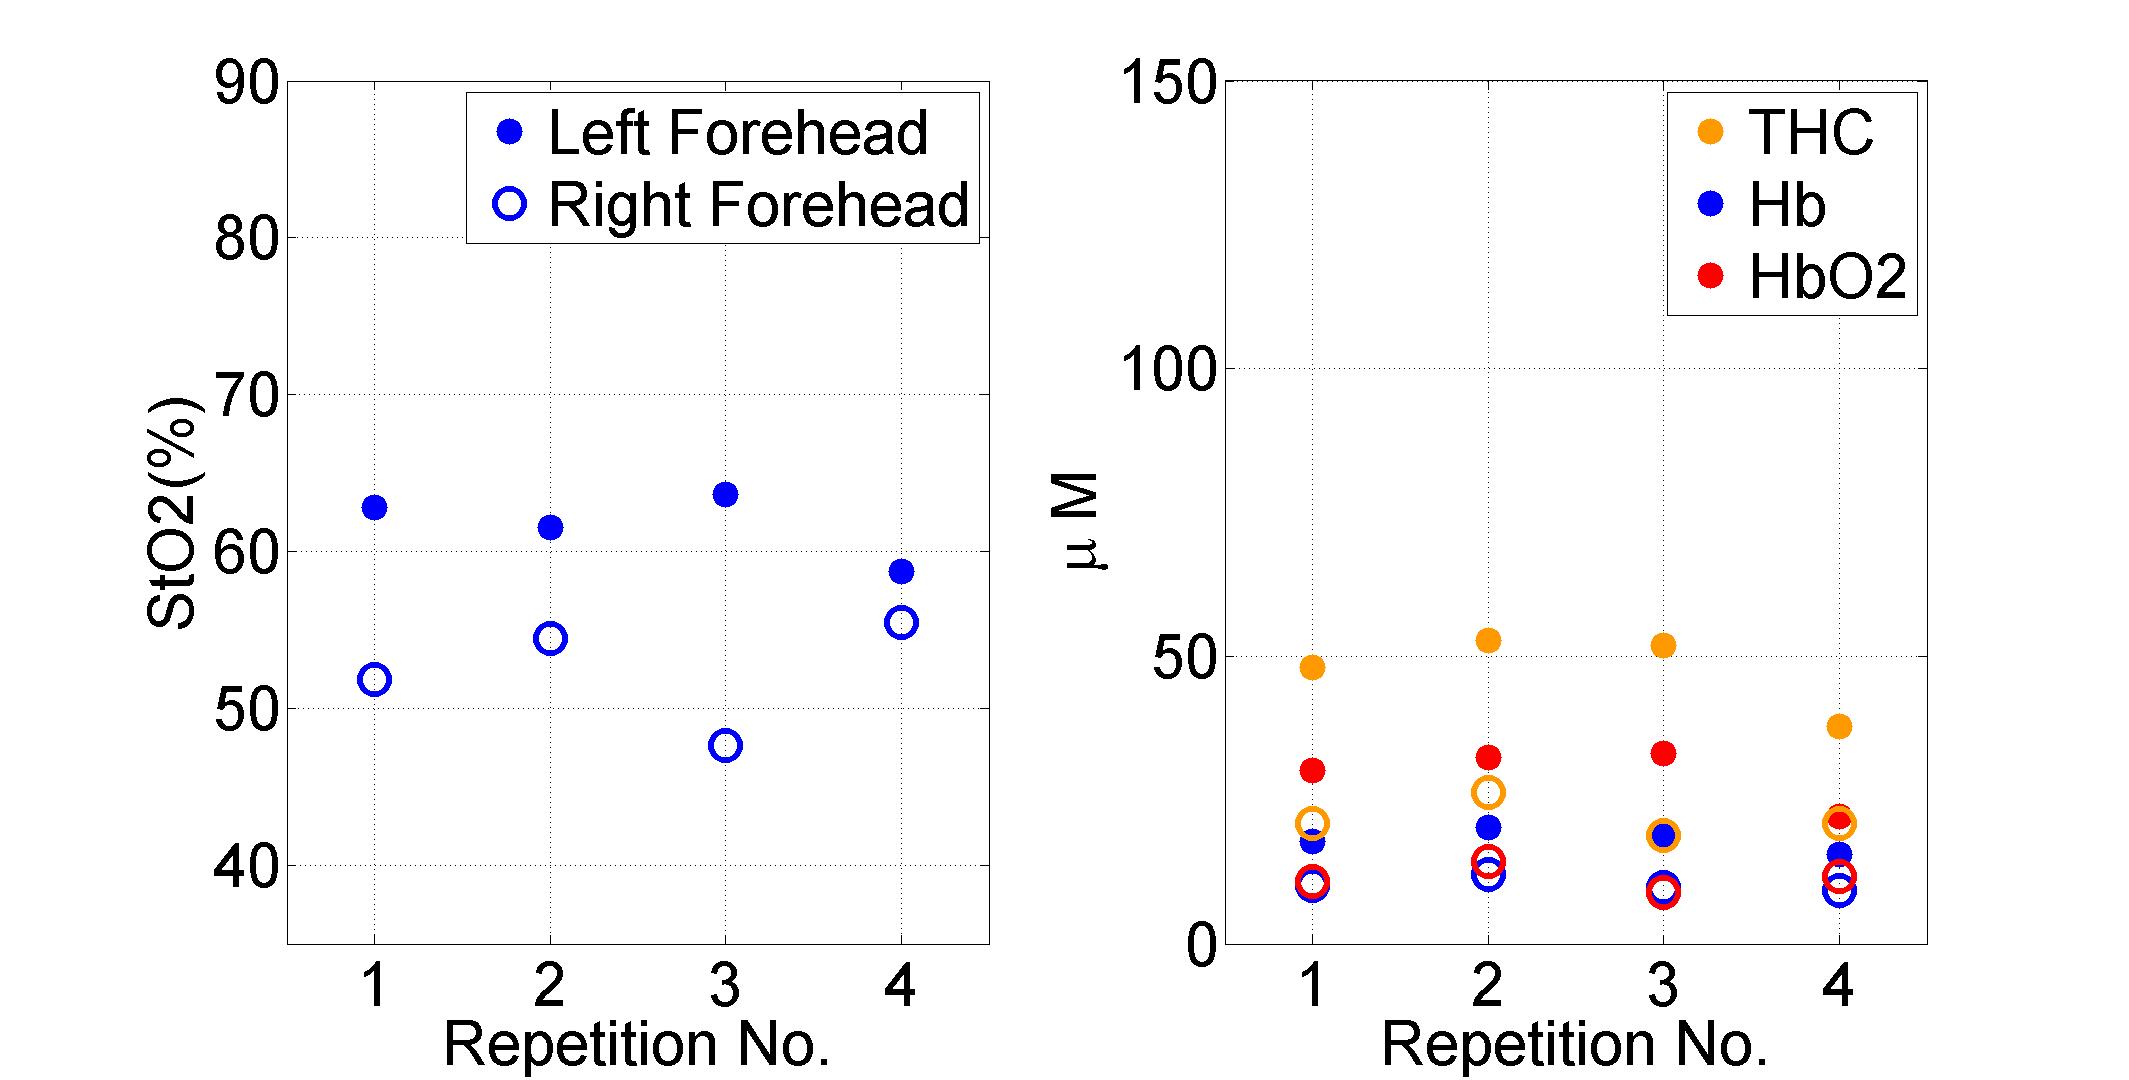 90
80
70
60
50
40
StO2(%)
Left Forehead
Right Forehead
1 2 3 4
Repetition No.
150
100
50
0
μ M
THC
Hb
HbO2
1 2 3 4
Repetition No.